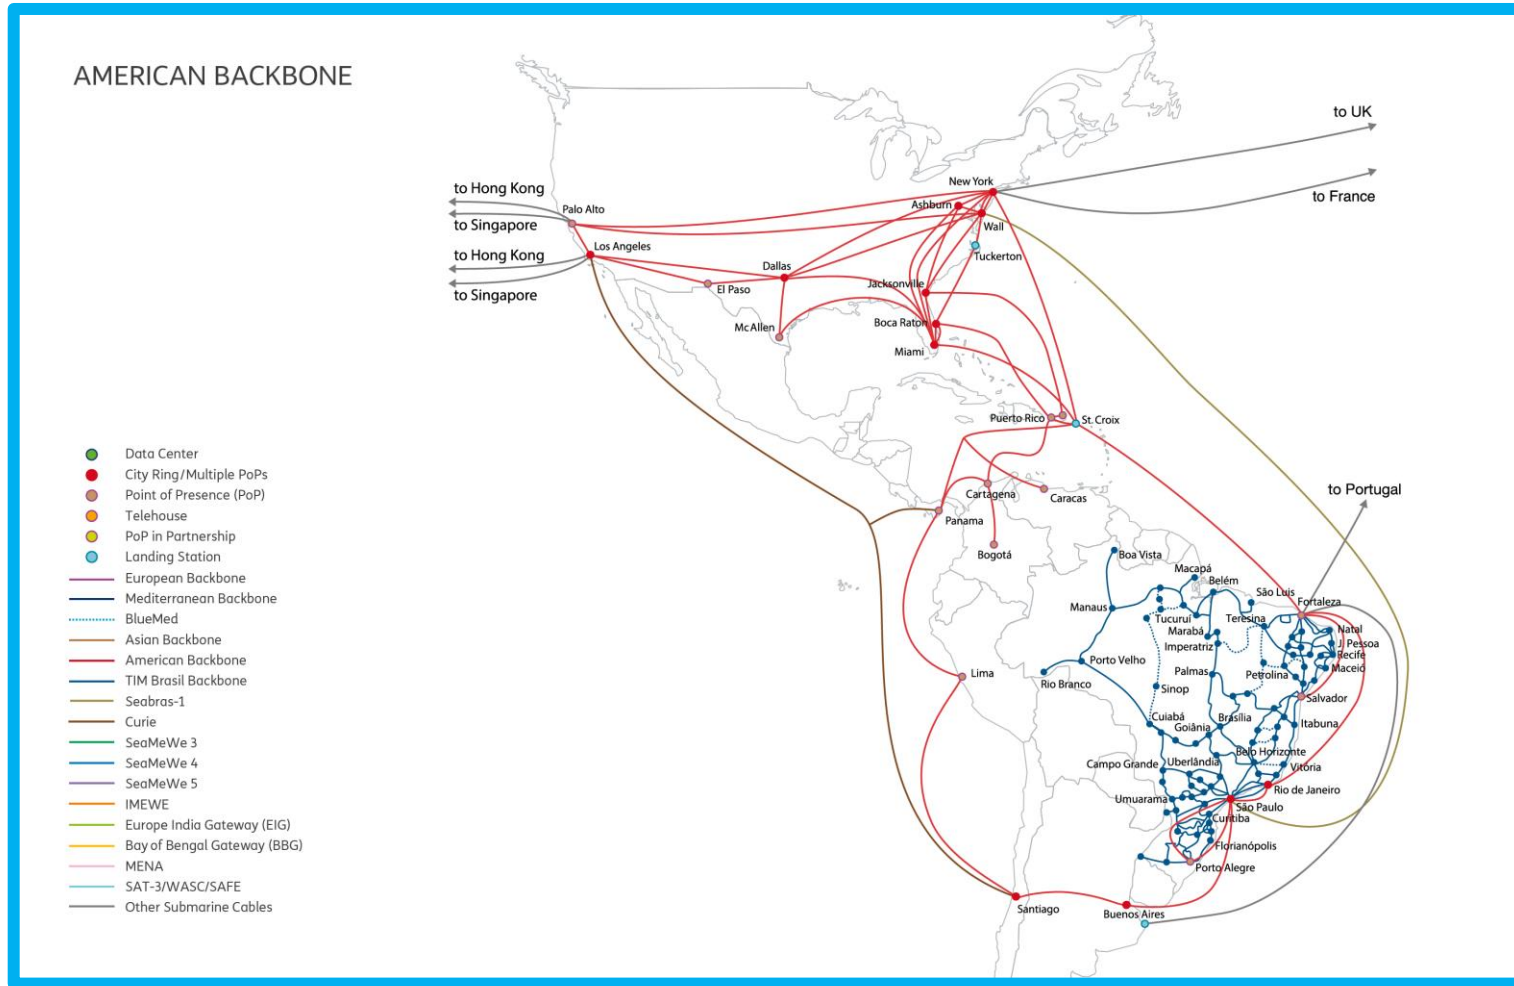 AMERICAN BACKBONE
to UK
to France
to Hong Kong
to Singapore
to Hong Kong
to Singapore
Palo Alto
Los Angeles
New York
Ashburn
Wall
Tuckerton
Dallas
El Paso
McAllen
Jacksonville
Boca Raton
Miami
Puerto Rico
St. Croix
Cartagena
Caracas
Panama
Bogotá
to Portugal
Boa Vista
Macapá
Belém
São Luis
Fortaleza
Manaus
Tucuruí
Teresina
Natal
Marabá
J. Pessoa
Imperatriz
Recife
Porto Velho
Maceió
Lima
Rio Branco
Palmas
Petrolina
Sinop
Salvador
Cuiabá
Brasília
Itabuna
Goiânia
Belo Horizonte
Campo Grande
Uberlândia
Vitória
Rio de Janeiro
Umuarama
São Paulo
Curitiba
Florianópolis
Porto Alegre
Santiago
Buenos Aires
Data Center
City Ring/Multiple PoPs
Point of Presence (PoP)
Telehouse
PoP in Partnership
Landing Station
European Backbone
Mediterranean Backbone
BlueMed
Asian Backbone
American Backbone
TIM Brasil Backbone
Seabras-1
Curie
SeaMeWe 3
SeaMeWe 4
SeaMeWe 5
IMEWE
Europe India Gateway (EIG)
Bay of Bengal Gateway (BBG)
MENA
SAT-3/WASC/SAFE
Other Submarine Cables